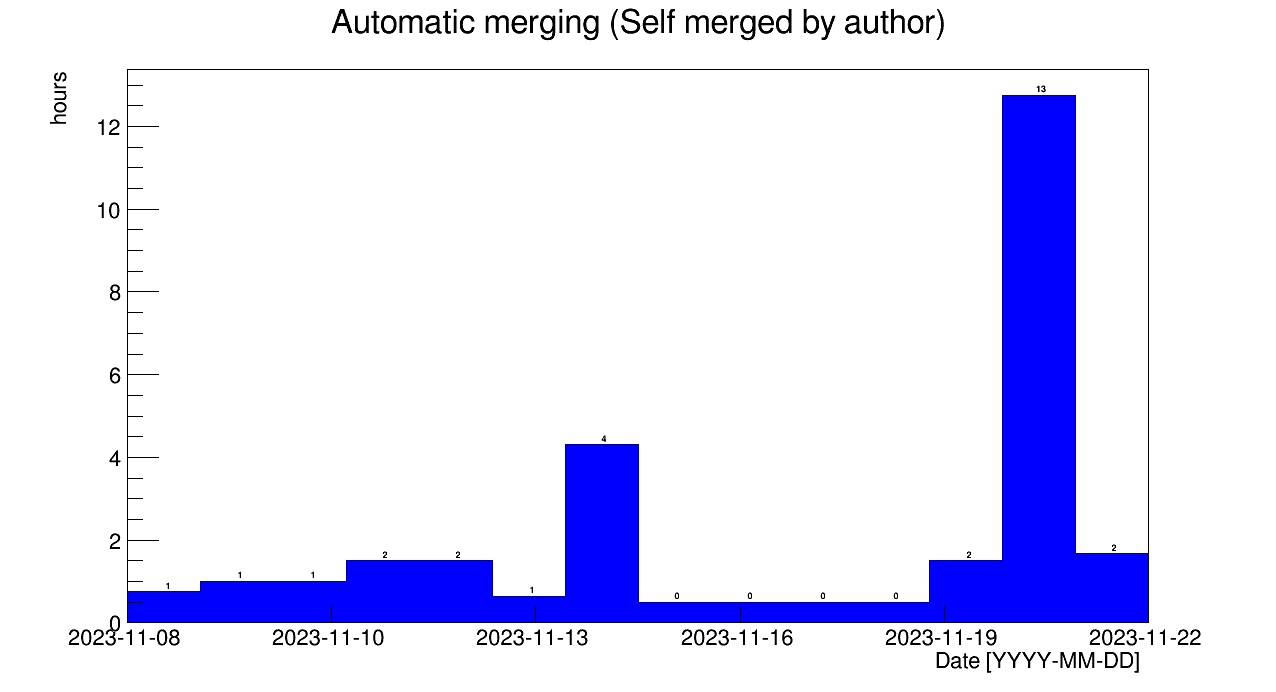 Automatic merging (Self merged by author)
hours
12
10
8
6
4
2
0
1 1 1 2 2 1 4 0 0 0 0 2 13 2
2023-11-08 2023-11-10 2023-11-13 2023-11-16 2023-11-19 2023-11-22
Date [YYYY-MM-DD]